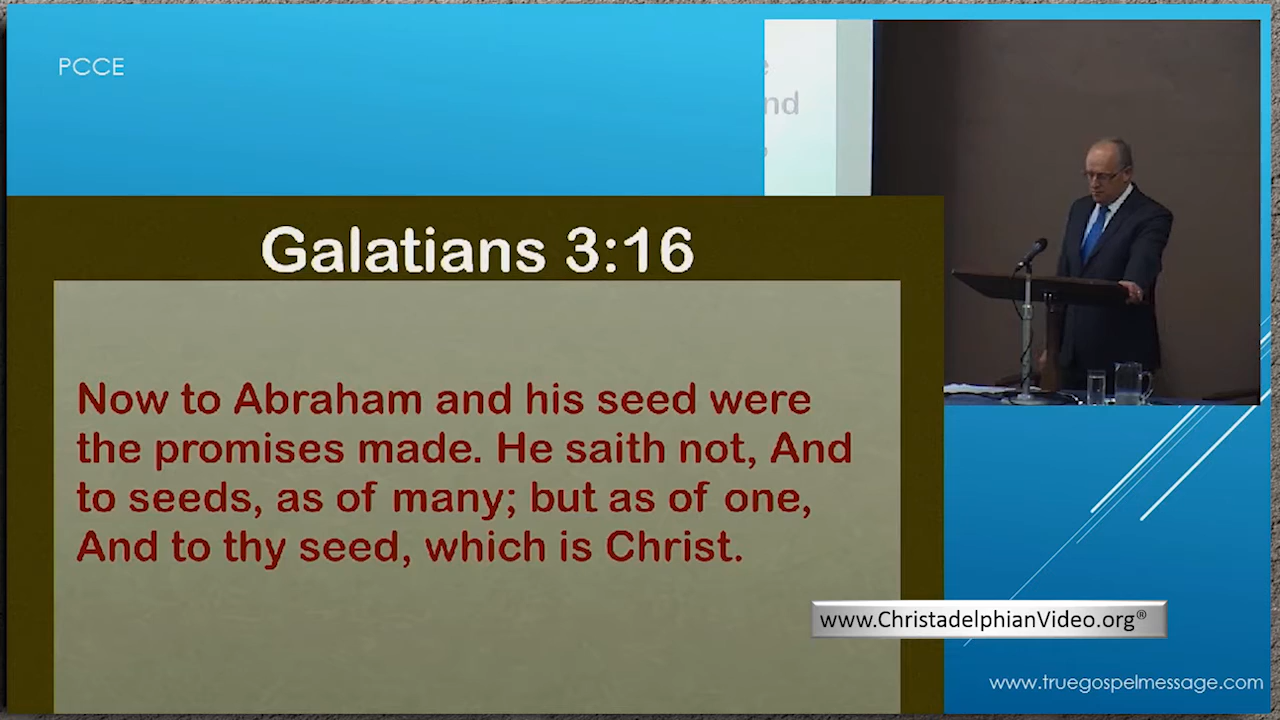 PCCE
nd
Galatians 3:16
Now to Abraham and his seed were
the promises made. He saith not, And
to seeds, as of many; but as of one,
And to thy seed, which is Christ.
www.ChristadelphianVideo.org®
www.truegospelmessage.com